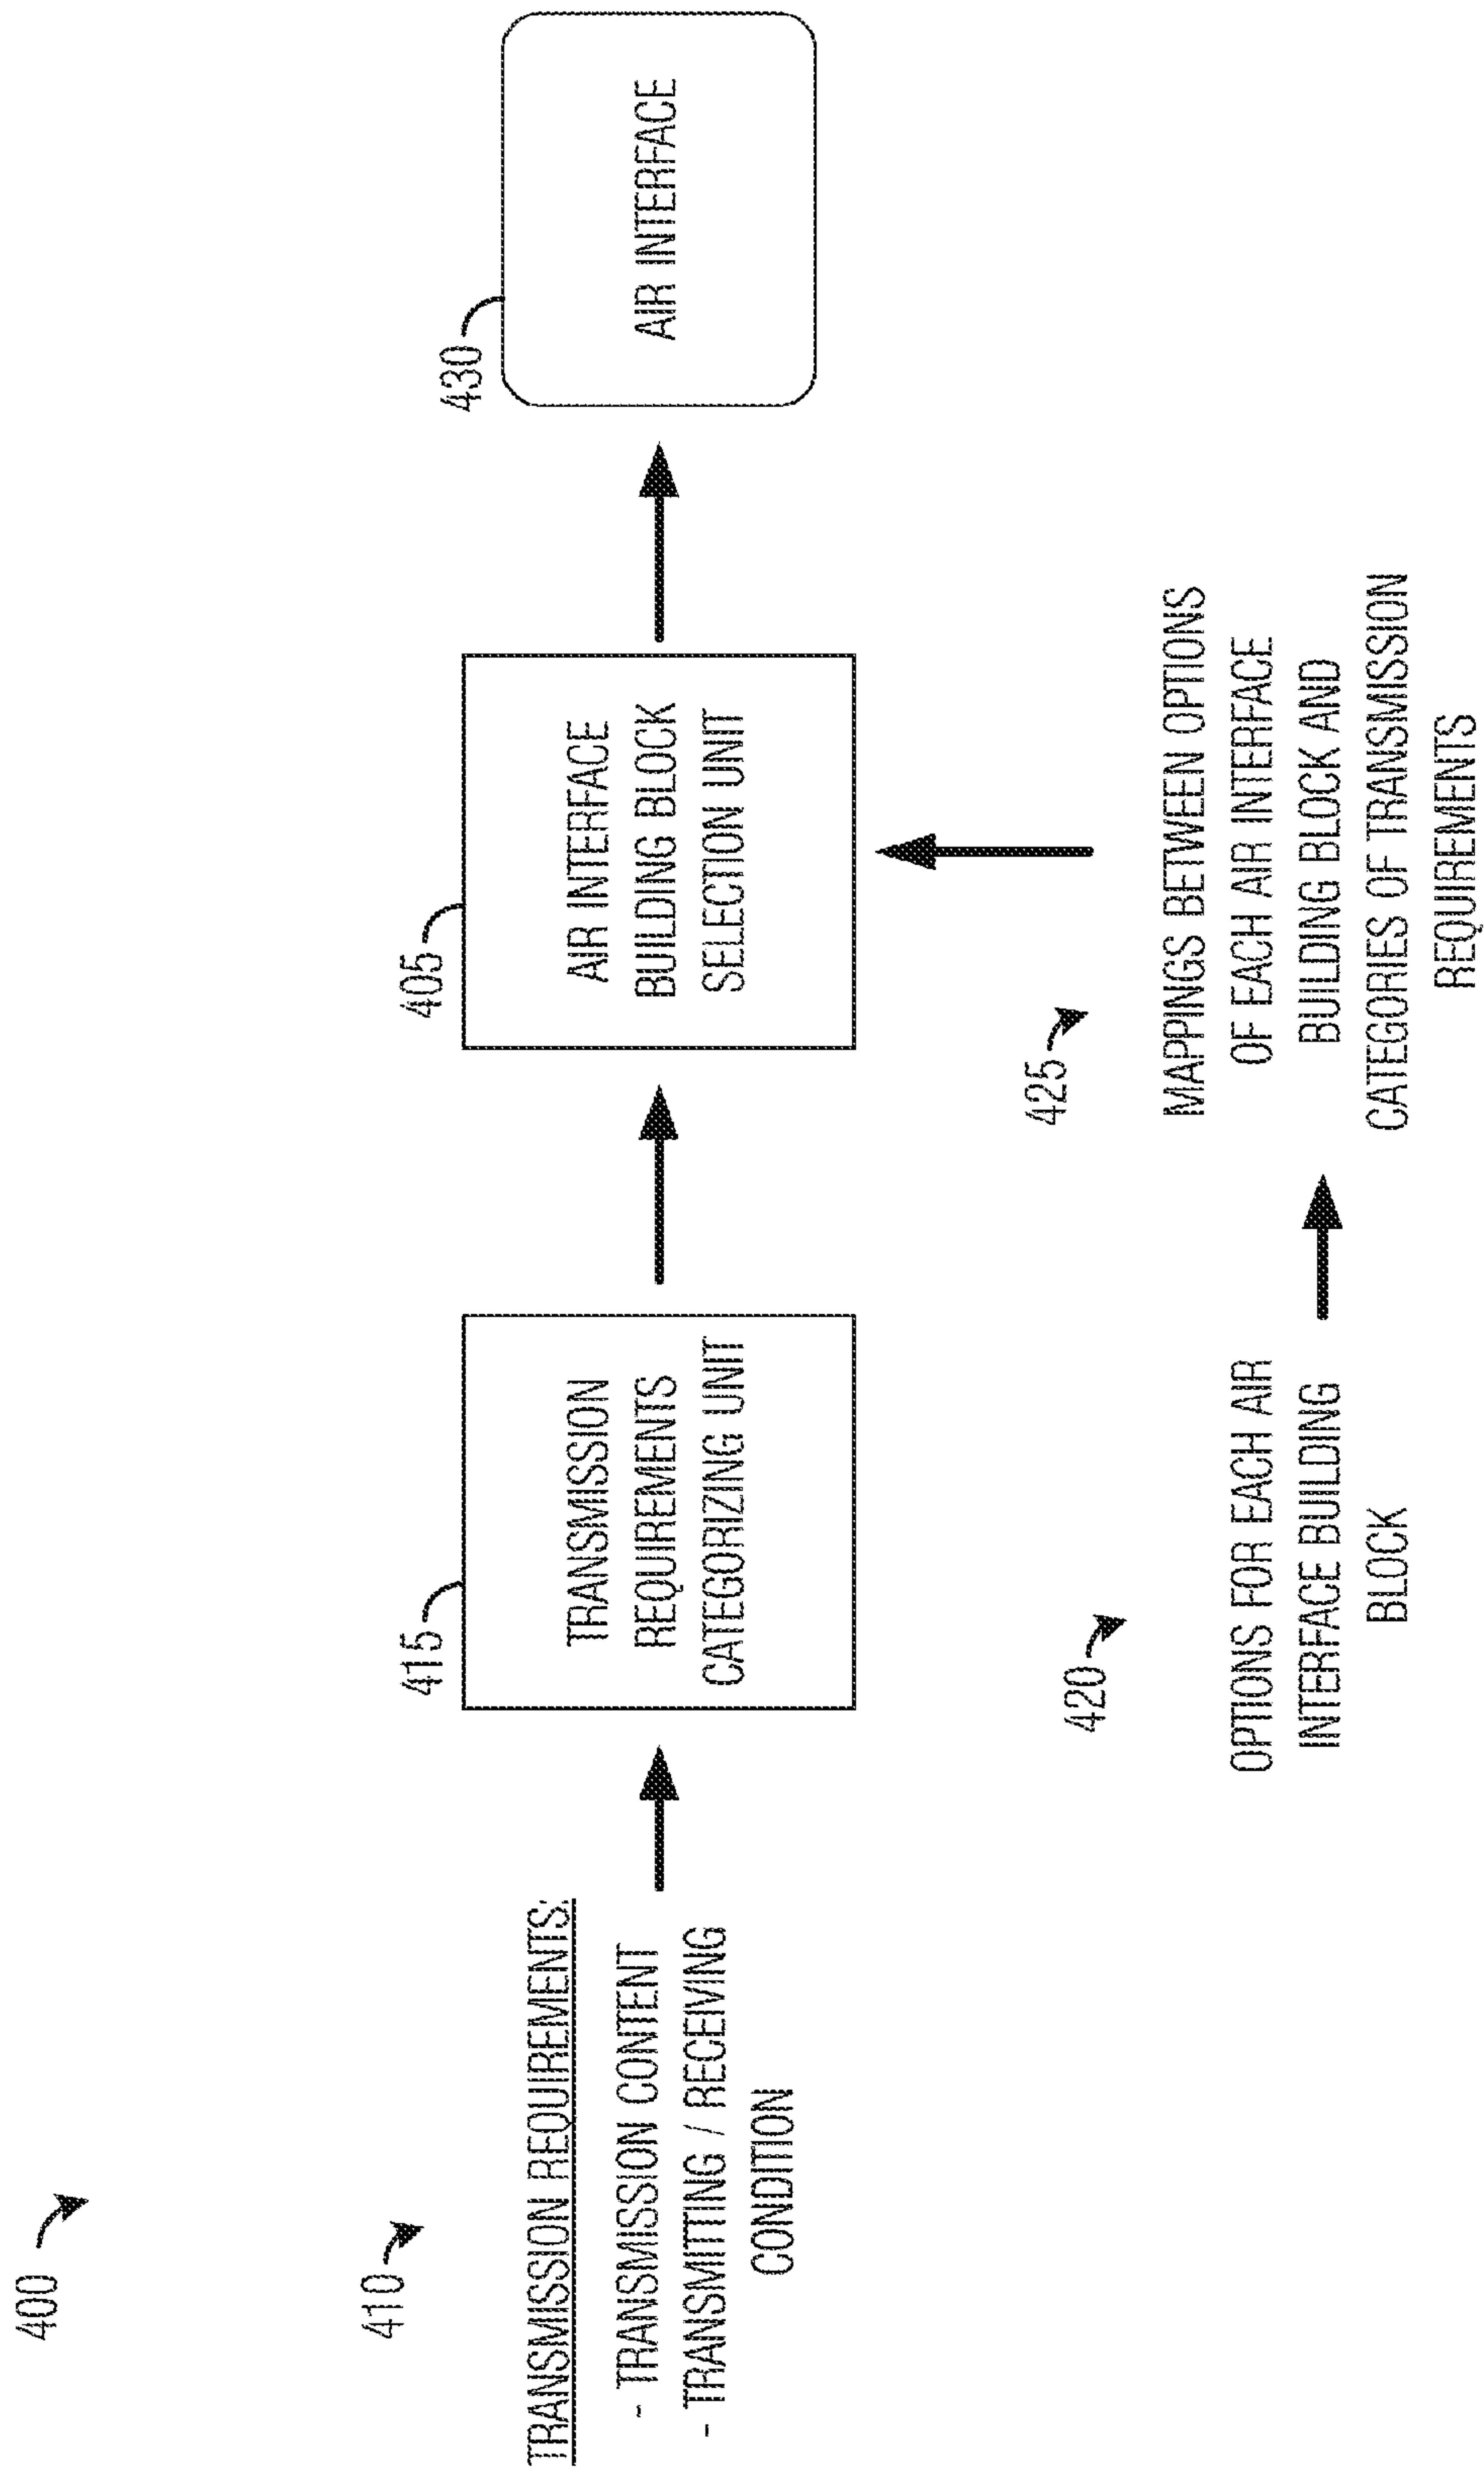 400
410
TRANSMISSION REQUIREMENTS:
- TRANSMISSION CONTENT
- TRANSMITTING / RECEIVING
CONDITION
415
TRANSMISSION
REQUIREMENTS
CATEGORIZING UNIT
405
AIR INTERFACE
BUILDING BLOCK
SELECTION UNIT
430
AIR INTERFACE
420
OPTIONS FOR EACH AIR
INTERFACE BUILDING
BLOCK
425
MAPPINGS BETWEEN OPTIONS
OF EACH AIR INTERFACE
BUILDING BLOCK AND
CATEGORIES OF TRANSMISSION
REQUIREMENTS